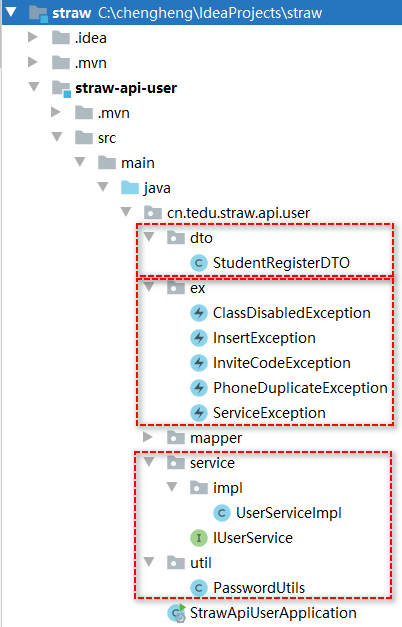 straw C:\chengheng\IdeaProjects\straw
.idea
.mvn
straw-api-user
.mvn
src
main
java
cn.tedu.straw.api.user
dto
StudentRegisterDTO
ex
ClassDisabledException
InsertException
InviteCodeException
PhoneDuplicateException
ServiceException
mapper
service
impl
UserServiceImpl
IUserService
util
PasswordUtils
StrawApiUserApplication